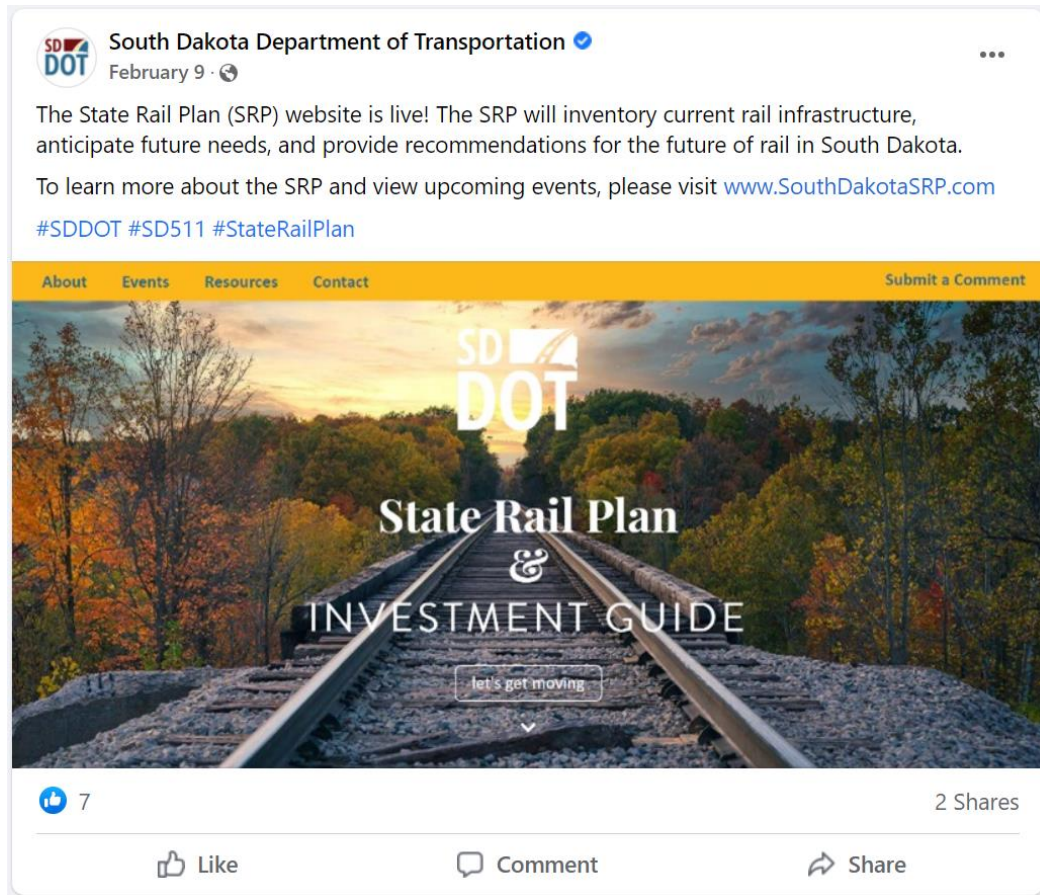 South Dakota Department of Transportation
February 9 ·
The State Rail Plan (SRP) website is live! The SRP will inventory current rail infrastructure,
anticipate future needs, and provide recommendations for the future of rail in South Dakota.
To learn more about the SRP and view upcoming events, please visit www.SouthDakotaSRP.com
#SDDOT #SD511 #StateRailPlan
About Events Resources Contact Submit a Comment
SD
DOT
State Rail Plan
&
INVESTMENT GUIDE
let's get moving
7 2 Shares
Like Comment Share